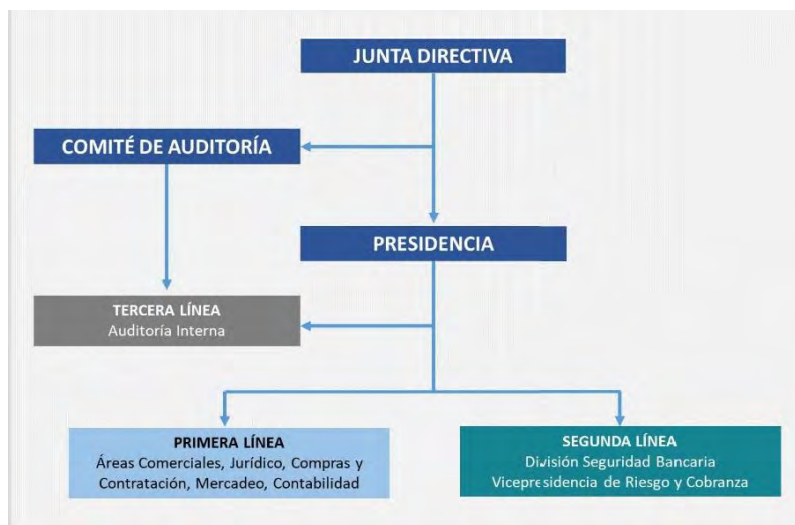 JUNTA DIRECTIVA
COMITÉ DE AUDITORÍA
PRESIDENCIA
TERCERA LÍNEA
Auditoría Interna
PRIMERA LÍNEA
Áreas Comerciales, Jurídico, Compras y
Contratación, Mercadeo, Contabilidad
SEGUNDA LÍNEA
División Seguridad Bancaria
Vicepresidencia de Riesgo y Cobranza